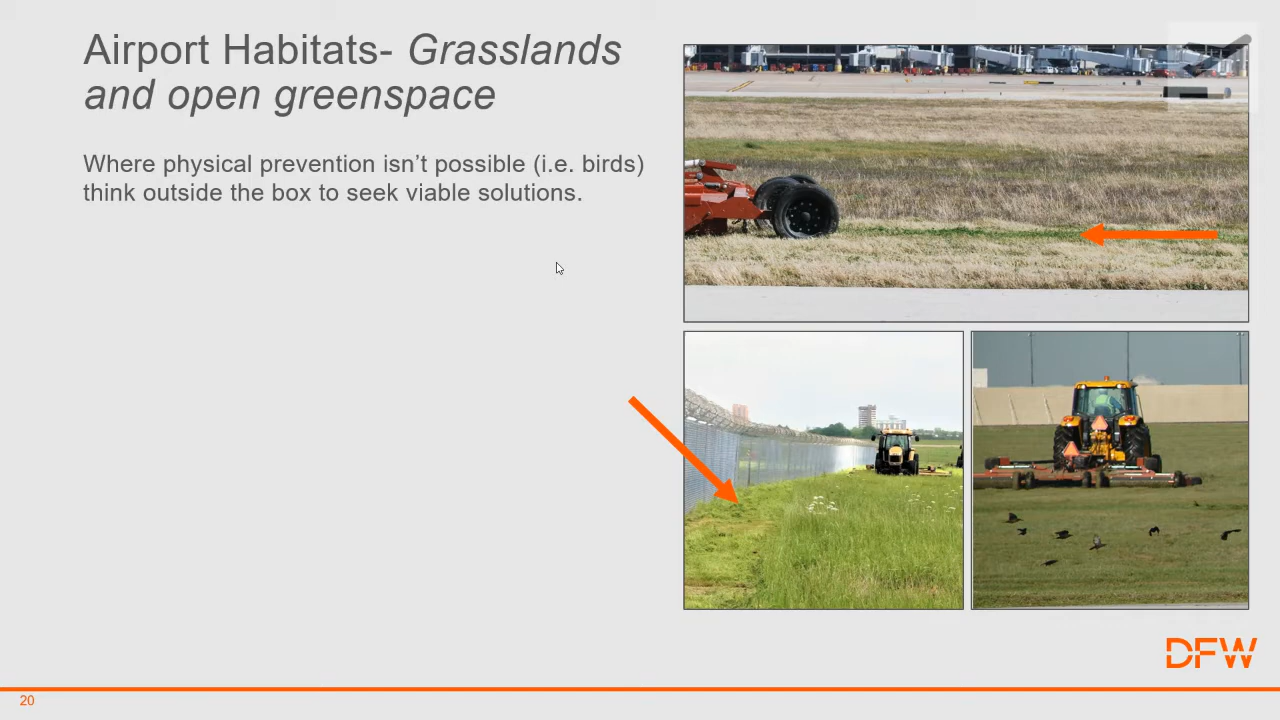 Airport Habitats- Grasslands
and open greenspace
Where physical prevention isn't possible (i.e. birds)
think outside the box to seek viable solutions.
DFW
20